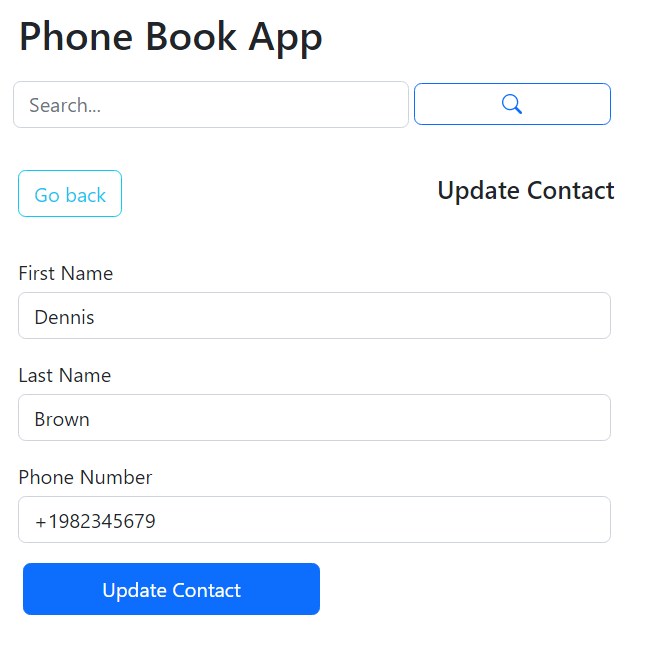 Phone Book App
Search...
Go back
Update Contact
First Name
Dennis
Last Name
Brown
Phone Number
+1982345679
Update Contact